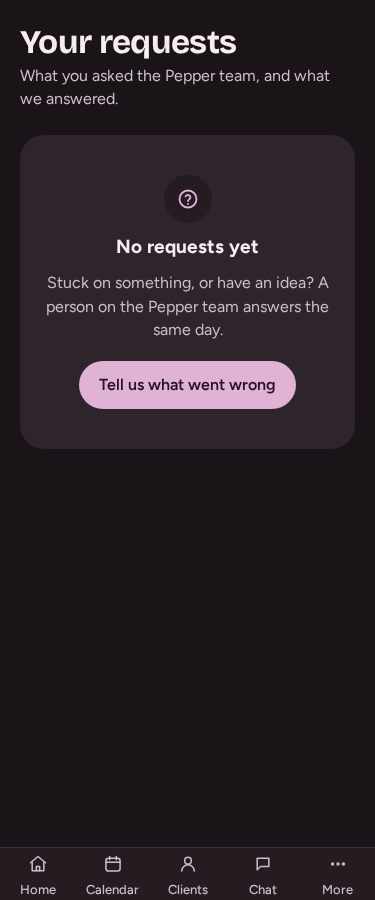 Your requests
What you asked the Pepper team, and what
we answered.
No requests yet
Stuck on something, or have an idea? A
person on the Pepper team answers the
same day.
Tell us what went wrong
Home
Calendar
Clients
Chat
More